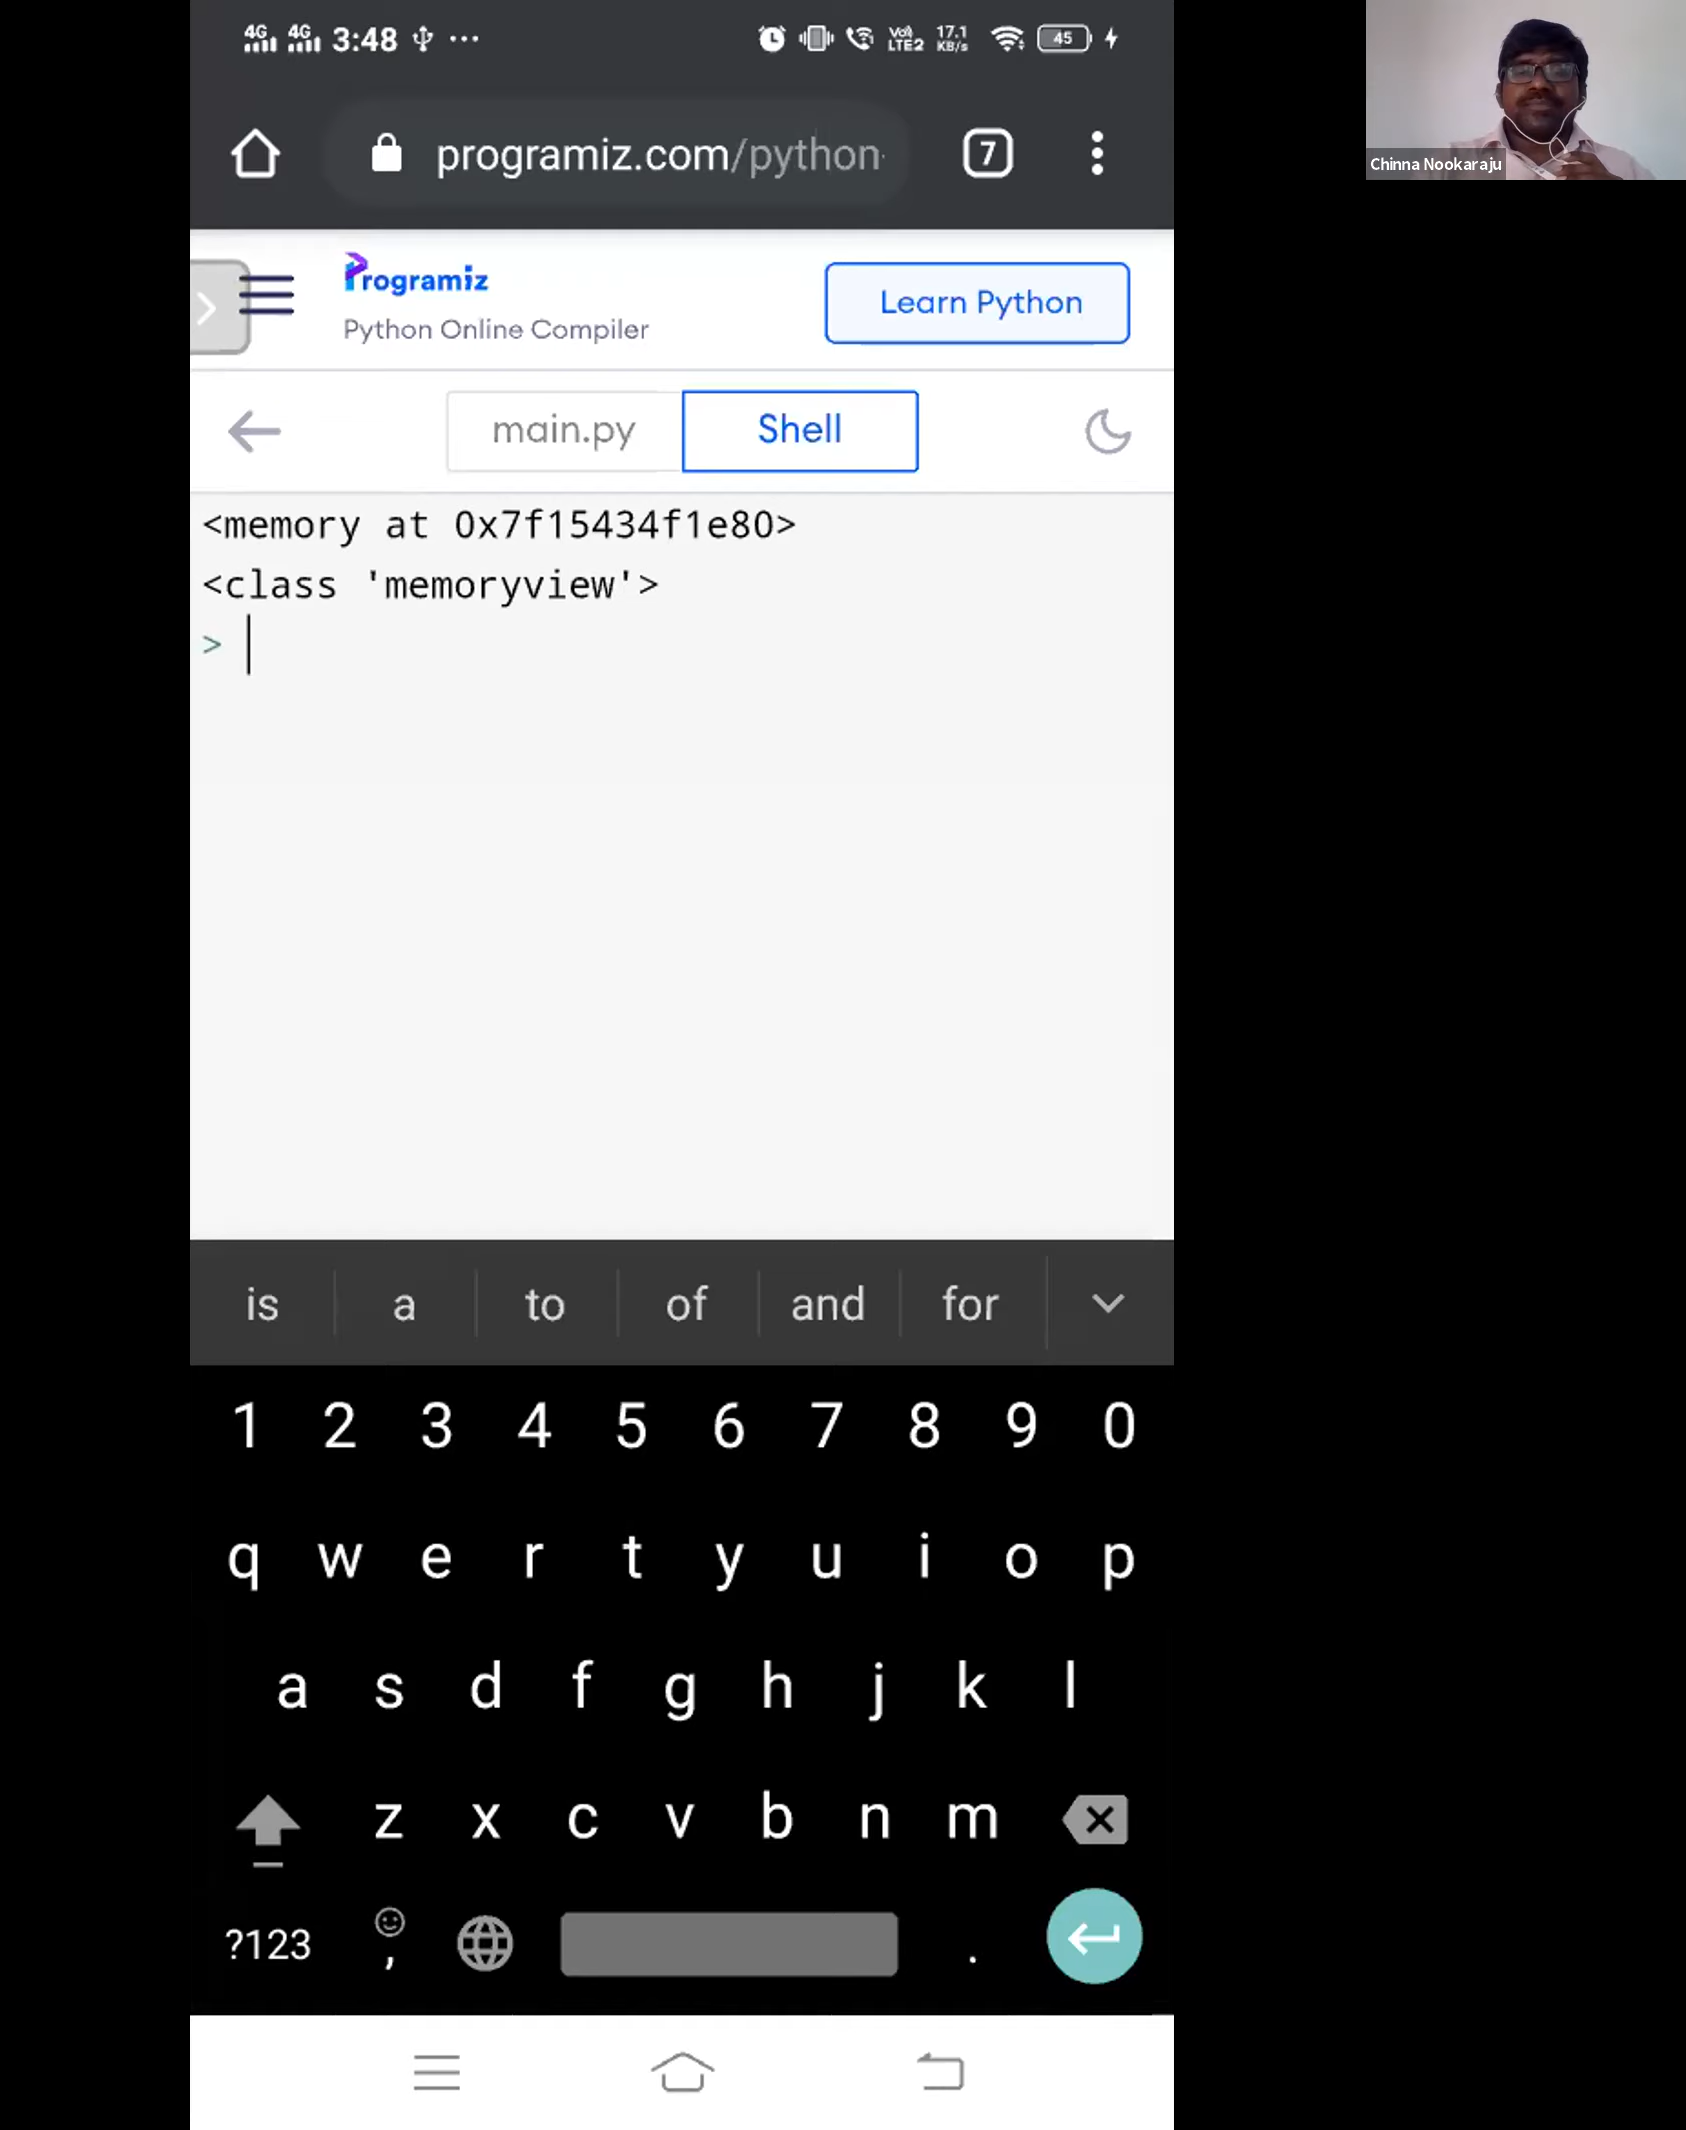 4G 4G 3:48 ... Vo) LTE2 17.1 KB/s 45
programiz.com/python
7
Programiz
Python Online Compiler
Learn Python
main.py
Shell
<memory at 0x7f15434f1e80>
<class 'memoryview'>
>
is a to of and for
1 2 3 4 5 6 7 8 9 0
q w e r t y u i o p
a s d f g h j k l
z x c v b n m
?123 , .
Chinna Nookaraju